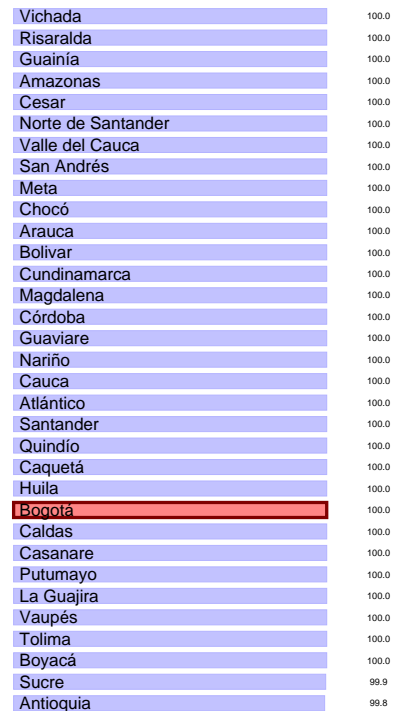 Vichada 100.0
Risaralda 100.0
Guainía 100.0
Amazonas 100.0
Cesar 100.0
Norte de Santander 100.0
Valle del Cauca 100.0
San Andrés 100.0
Meta 100.0
Chocó 100.0
Arauca 100.0
Bolivar 100.0
Cundinamarca 100.0
Magdalena 100.0
Córdoba 100.0
Guaviare 100.0
Nariño 100.0
Cauca 100.0
Atlántico 100.0
Santander 100.0
Quindío 100.0
Caquetá 100.0
Huila 100.0
Bogotá 100.0
Caldas 100.0
Casanare 100.0
Putumayo 100.0
La Guajira 100.0
Vaupés 100.0
Tolima 100.0
Boyacá 100.0
Sucre 99.9
Antioquia 99.8